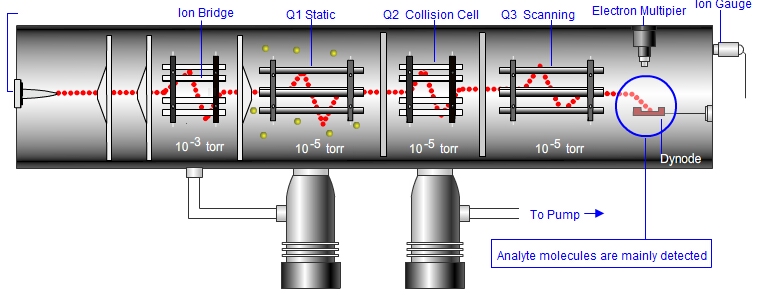 Ion Bridge
Q1 Static
Q2 Collision Cell
Q3 Scanning
Electron Multipier
Ion Gauge
10-3 torr
10-5 torr
10-5 torr
10-5 torr
Dynode
To Pump
Analyte molecules are mainly detected